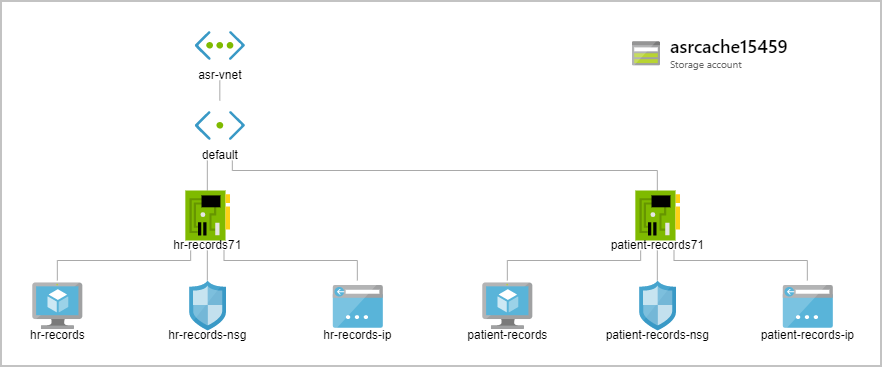 asr-vnet
asrcache15459
Storage account
default
hr-records71
patient-records71
hr-records
hr-records-nsg
hr-records-ip
patient-records
patient-records-nsg
patient-records-ip